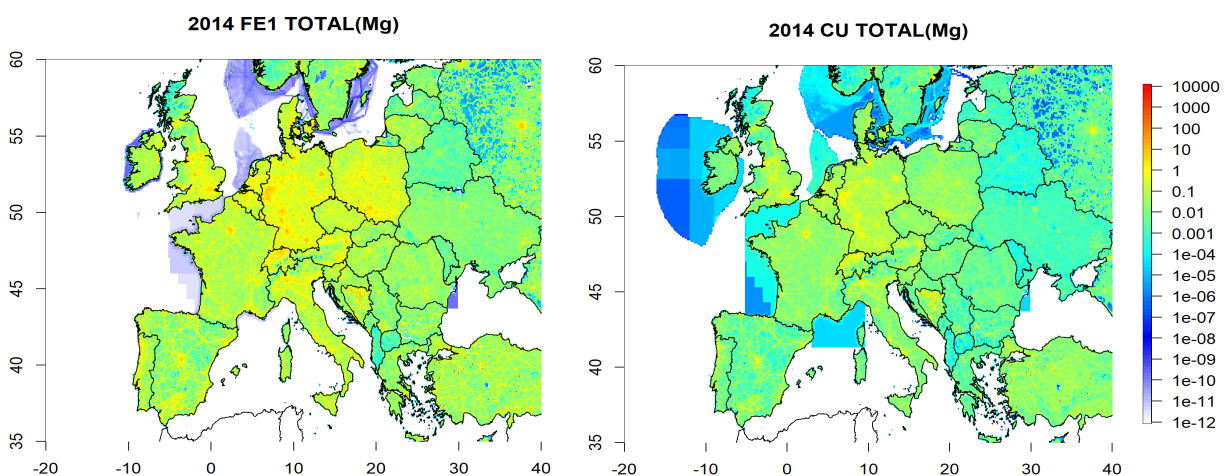 2014 FE1 TOTAL(Mg)
60
55
50
45
40
35
-20 -10 0 10 20 30 40
2014 CU TOTAL(Mg)
60
55
50
45
40
35
-20 -10 0 10 20 30 40
10000
1000
100
10
1
0.1
0.01
0.001
1e-04
1e-05
1e-06
1e-07
1e-08
1e-09
1e-10
1e-11
1e-12